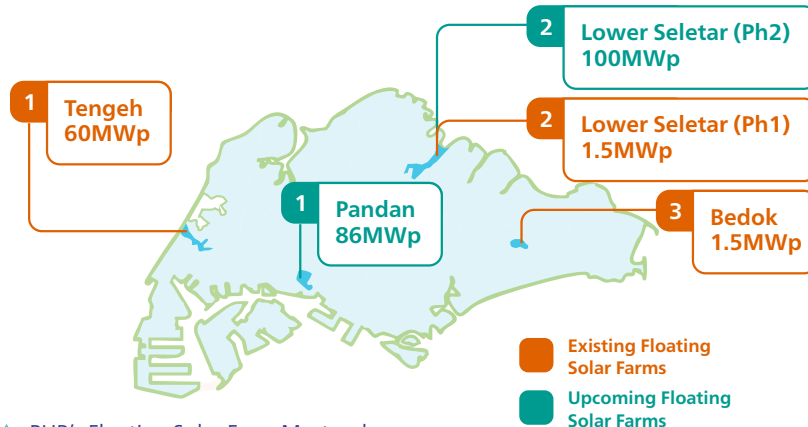 2
Lower Seletar (Ph2)
100MWp
1
Tengeh
60MWp
2
Lower Seletar (Ph1)
1.5MWp
1
Pandan
86MWp
3
Bedok
1.5MWp
Existing Floating
Solar Farms
Upcoming Floating
Solar Farms